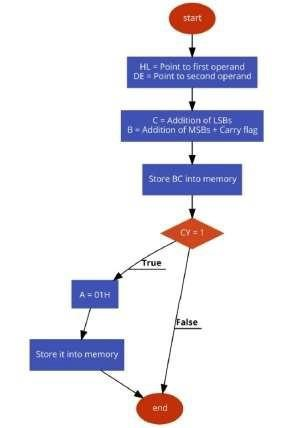 start
HL = Point to first operand
DE = Point to second operand
C = Addition of LSBs
B = Addition of MSBs + Carry flag
Store BC into memory
CY = 1
True
A = 01H
False
Store it into memory
end